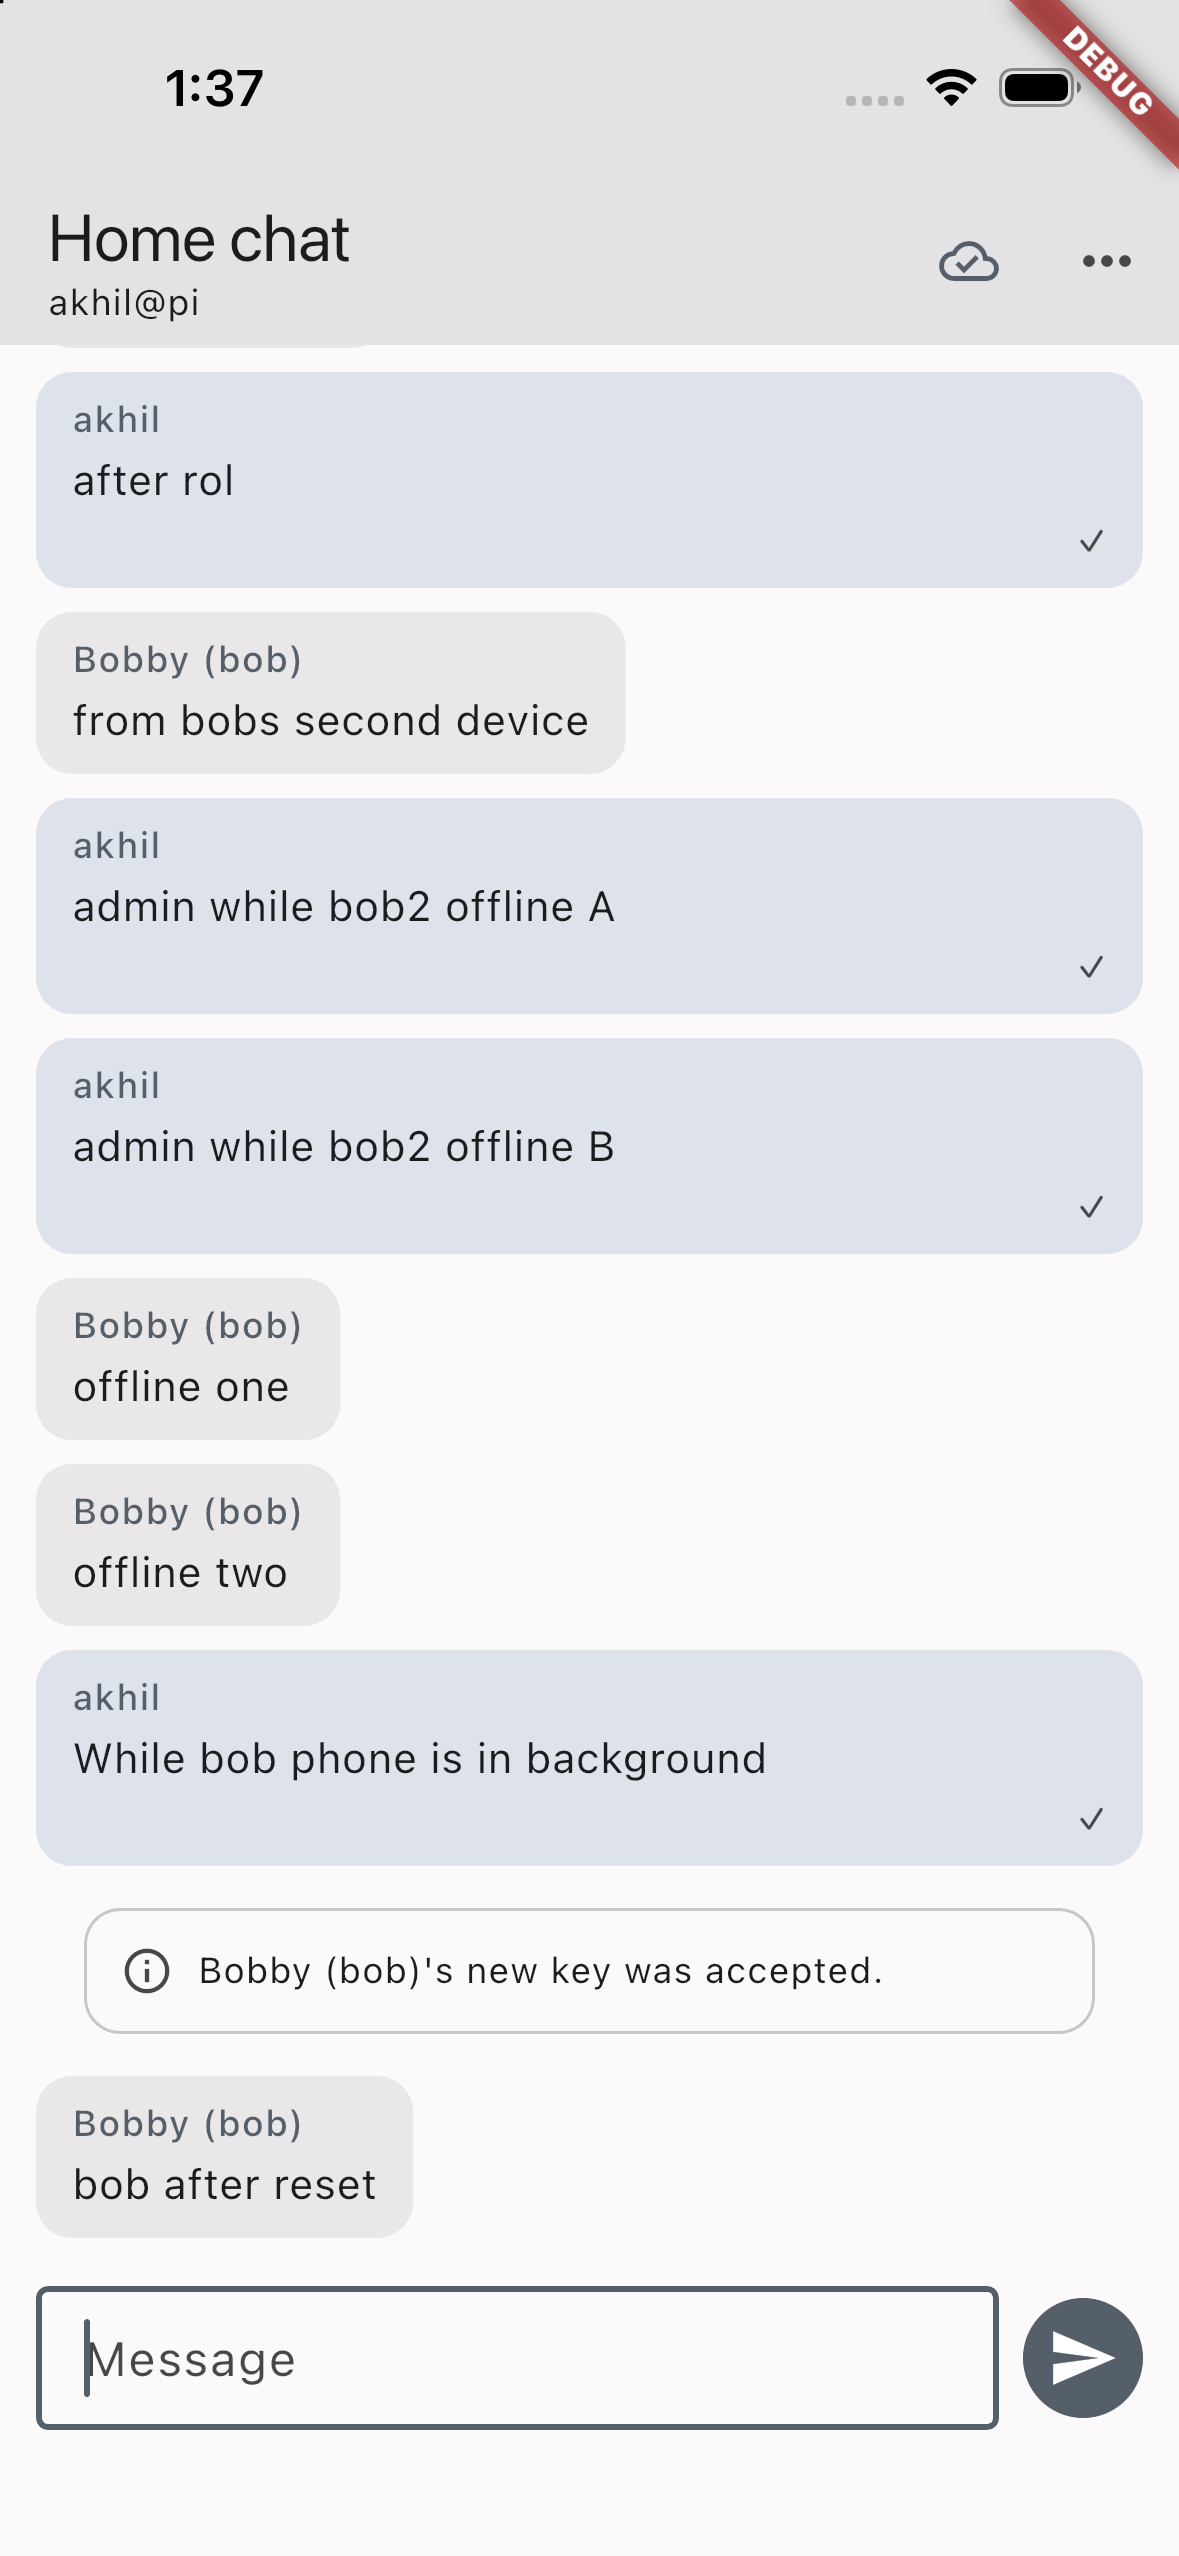 1:37
DEBUG
Home chat
akhil@pi
akhil
after rol
Bobby (bob)
from bobs second device
akhil
admin while bob2 offline A
akhil
admin while bob2 offline B
Bobby (bob)
offline one
Bobby (bob)
offline two
akhil
While bob phone is in background
Bobby (bob)'s new key was accepted.
Bobby (bob)
bob after reset
Message